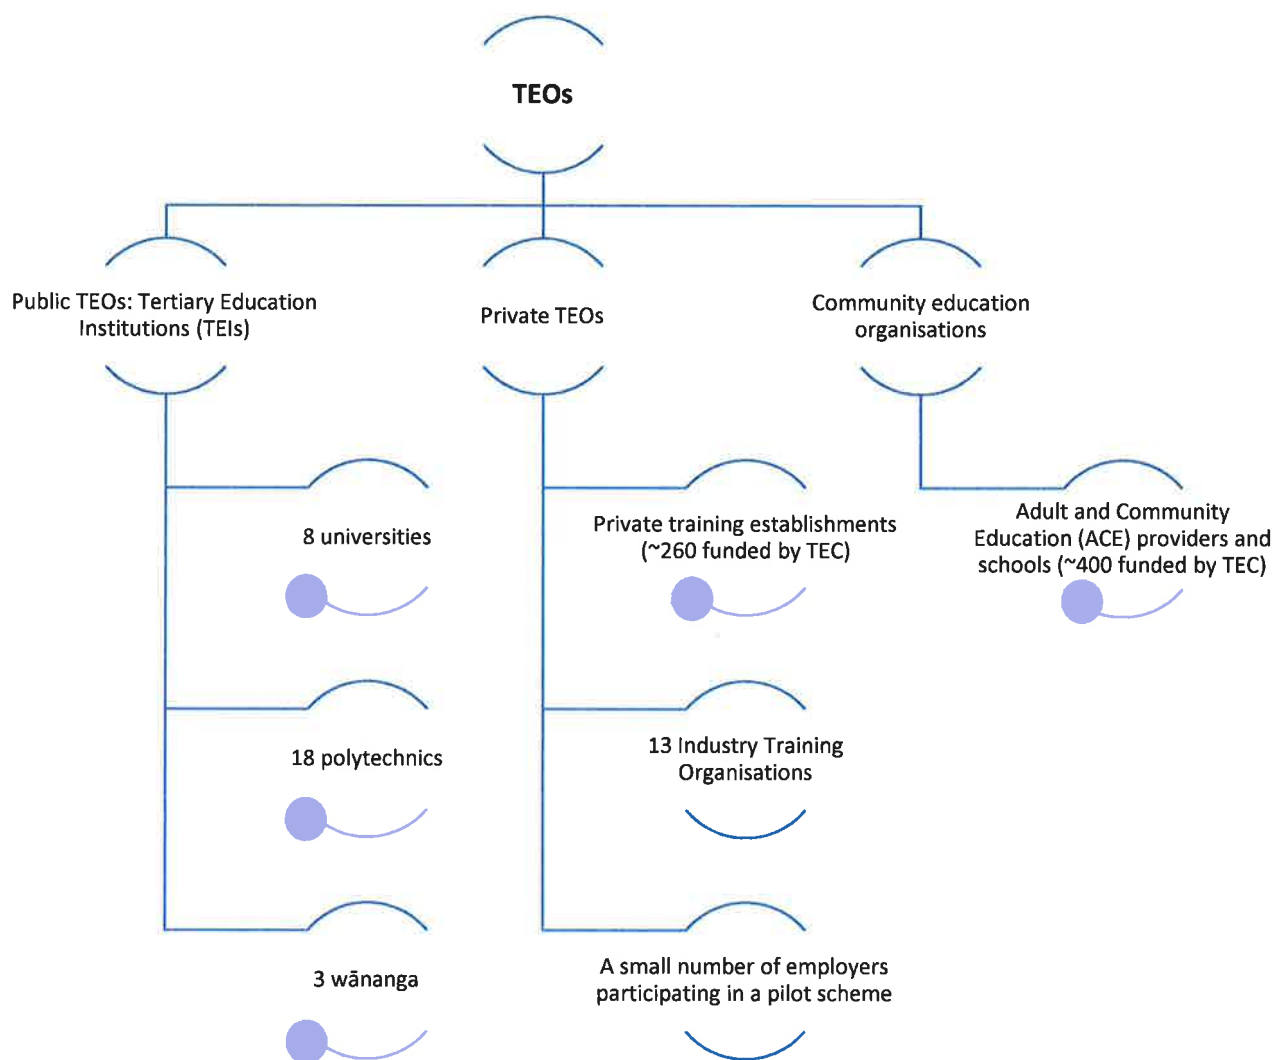 TEOs
Public TEOs: Tertiary Education
Institutions (TEIs)
Private TEOs
Community education
organisations
8 universities
Private training establishments
(~260 funded by TEC)
Adult and Community
Education (ACE) providers and
schools (~400 funded by TEC)
18 polytechnics
13 Industry Training
Organisations
3 wānanga
A small number of employers
participating in a pilot scheme